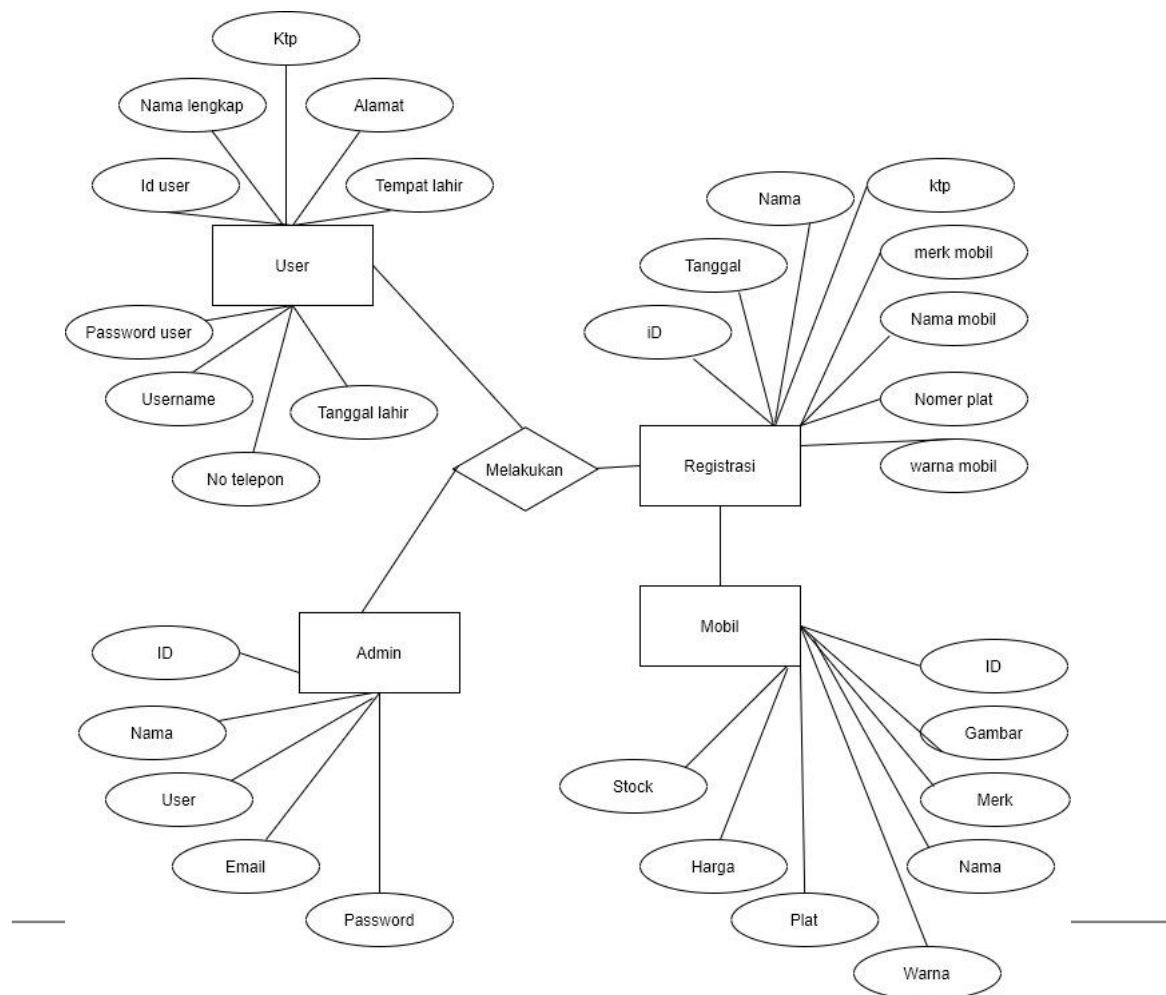 Ktp
Nama lengkap
Alamat
Id user
Tempat lahir
User
Password user
Username
Tanggal lahir
No telepon
Melakukan
Nama
ktp
Tanggal
merk mobil
iD
Nama mobil
Nomer plat
Registrasi
warna mobil
Mobil
Admin
ID
Nama
User
Email
Password
ID
Gambar
Stock
Merk
Harga
Nama
Plat
Warna